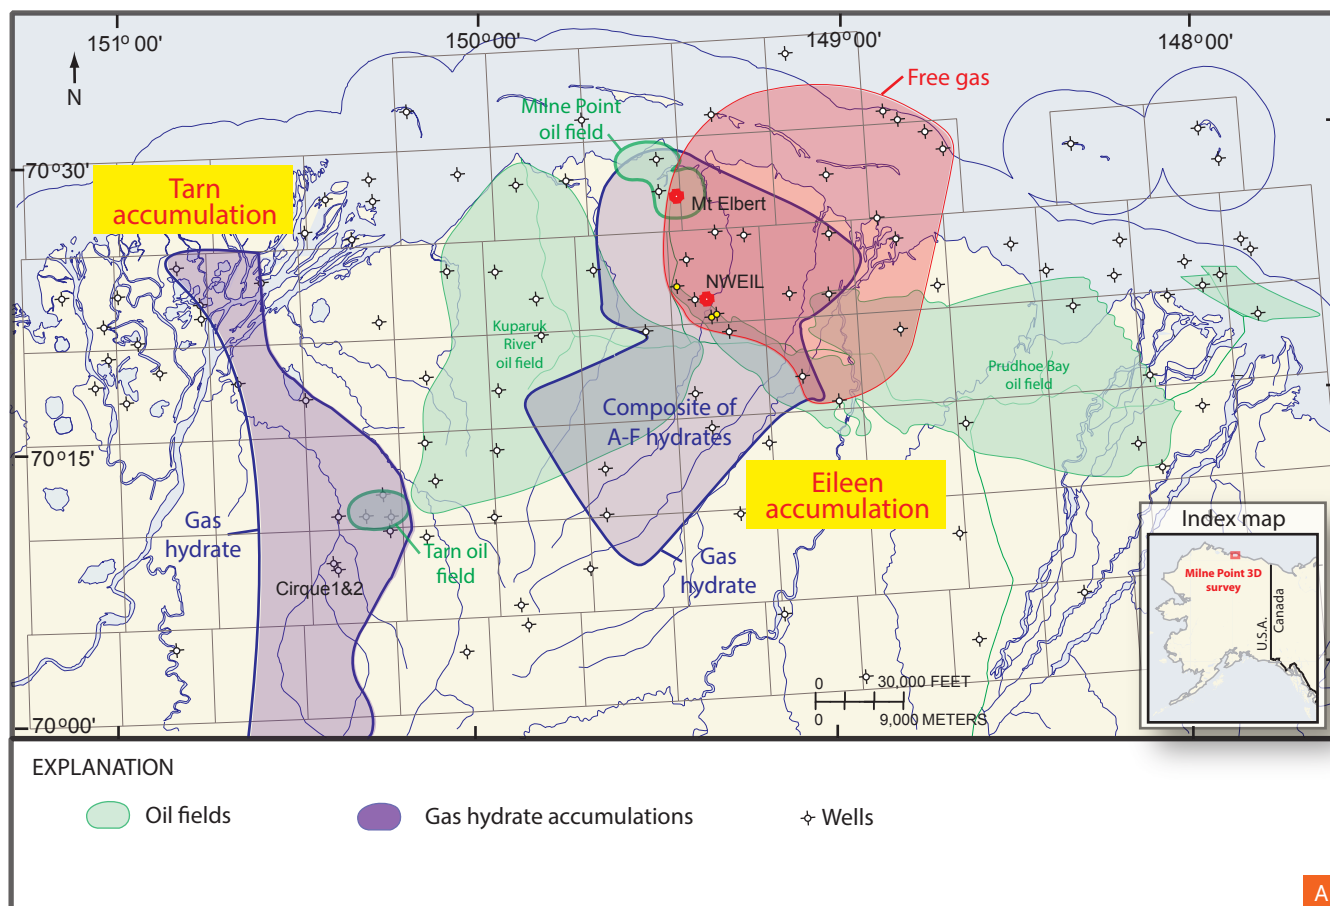 151° 00'
150°00'
149°00'
148°00'
N
Free gas
Milne Point
oil field
70°30'
Tarn
accumulation
Mt Elbert
NWEIL
Kuparuk
River
oil field
Prudhoe Bay
oil field
Composite of
A-F hydrates
70°15'
Eileen
accumulation
Gas
hydrate
Tarn oil
field
Gas
hydrate
Cirque1&2
Index map
Milne Point 3D
survey
U.S.A.
Canada
0 30,000 FEET
0 9,000 METERS
70°00'
EXPLANATION
Oil fields
Gas hydrate accumulations
Wells
A